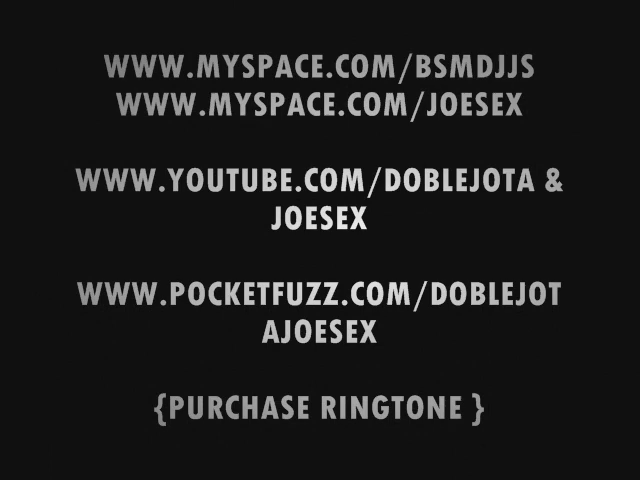 WWW.MYSPACE.COM/BSMDJJS
WWW.MYSPACE.COM/JOESEX
WWW.YOUTUBE.COM/DOBLEJOTA &
JOESEX
WWW.POCKETFUZZ.COM/DOBLEJOT
AJOESEX
{PURCHASE RINGTONE }